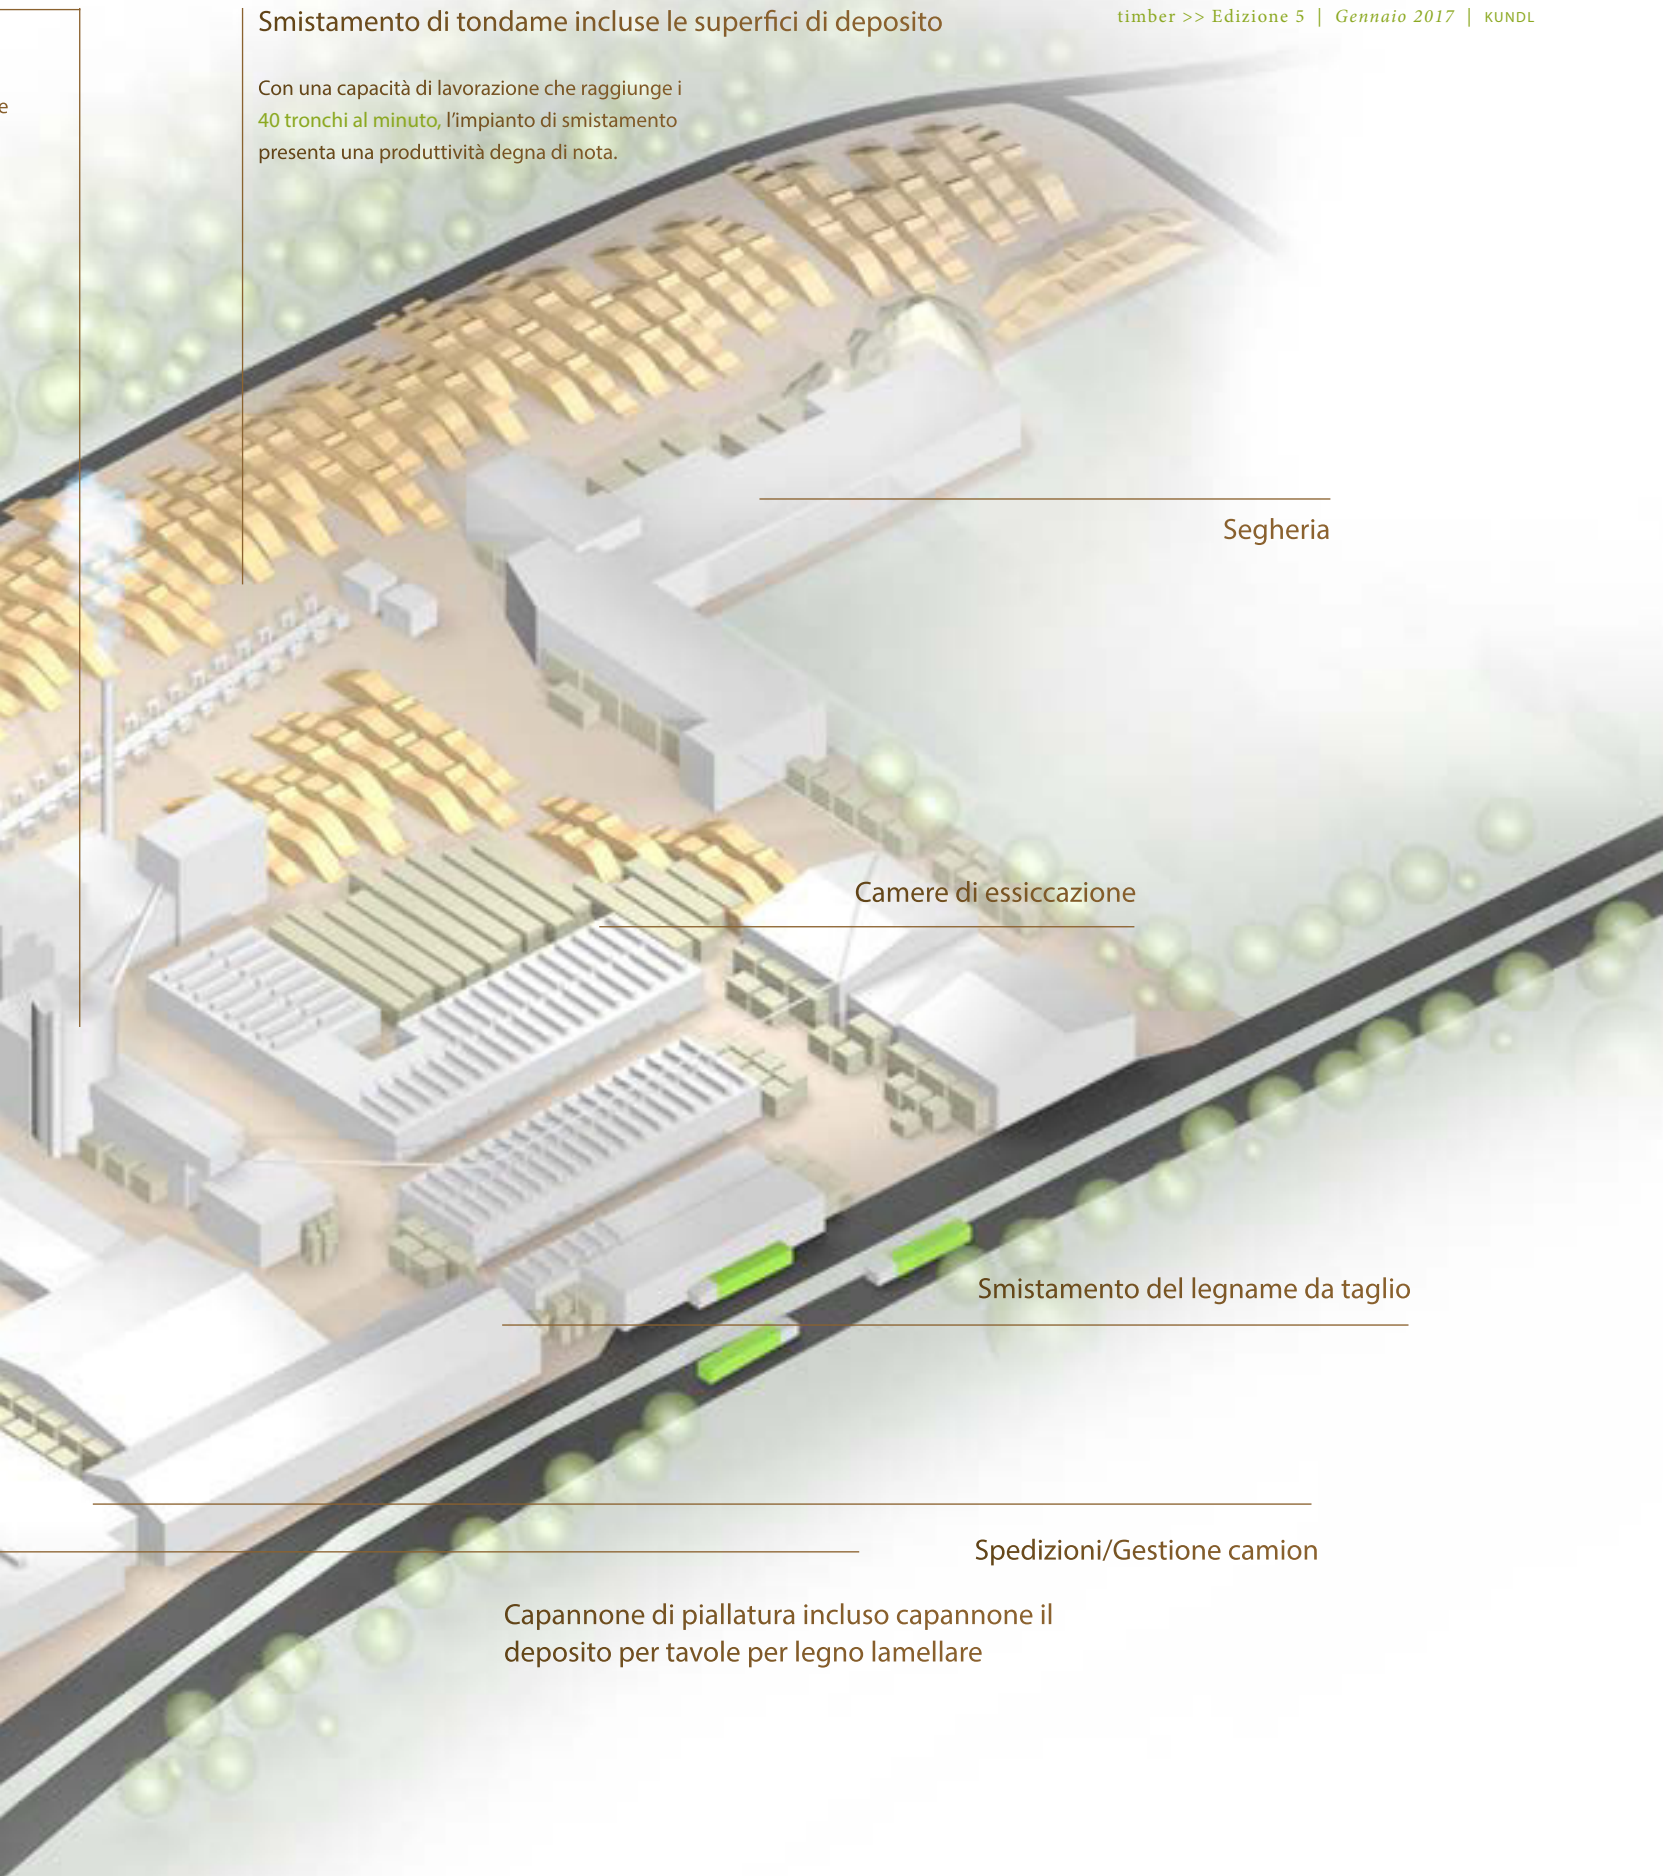 timber >> Edizione 5 | Gennaio 2017 | KUNDL
Smistamento di tondame incluse le superfici di deposito
Con una capacità di lavorazione che raggiunge i
40 tronchi al minuto, l'impianto di smistamento
presenta una produttività degna di nota.
e
Segheria
Camere di essiccazione
Smistamento del legname da taglio
Spedizioni/Gestione camion
Capannone di piallatura incluso capannone il
deposito per tavole per legno lamellare